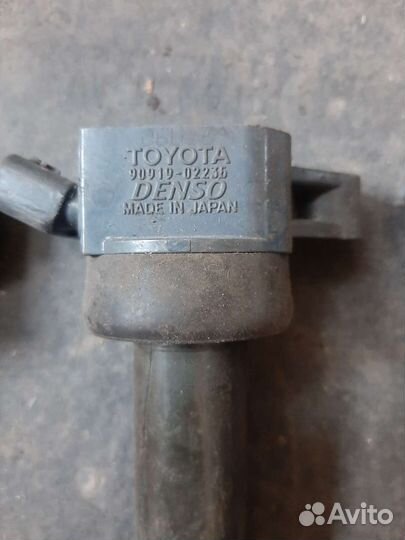 TOYOTA
90919-02236
DENSO
MADE IN JAPAN
Avito